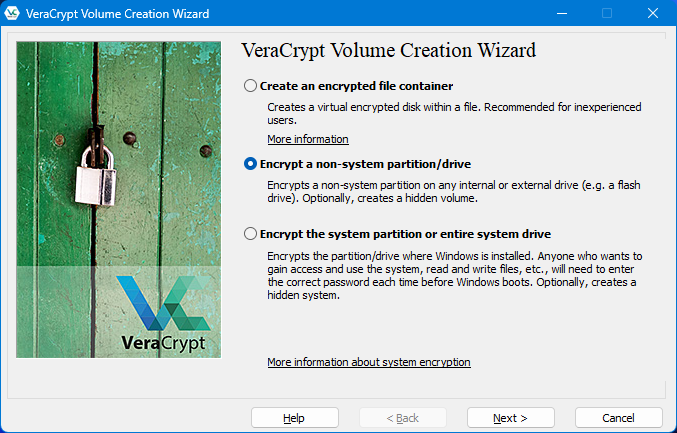 VeraCrypt Volume Creation Wizard
VeraCrypt Volume Creation Wizard
Create an encrypted file container
Creates a virtual encrypted disk within a file. Recommended for inexperienced
users.
More information
Encrypt a non-system partition/drive
Encrypts a non-system partition on any internal or external drive (e.g. a flash
drive). Optionally, creates a hidden volume.
Encrypt the system partition or entire system drive
Encrypts the partition/drive where Windows is installed. Anyone who wants to
gain access and use the system, read and write files, etc., will need to enter
the correct password each time before Windows boots. Optionally, creates a
hidden system.
VeraCrypt
More information about system encryption
Help
< Back
Next >
Cancel